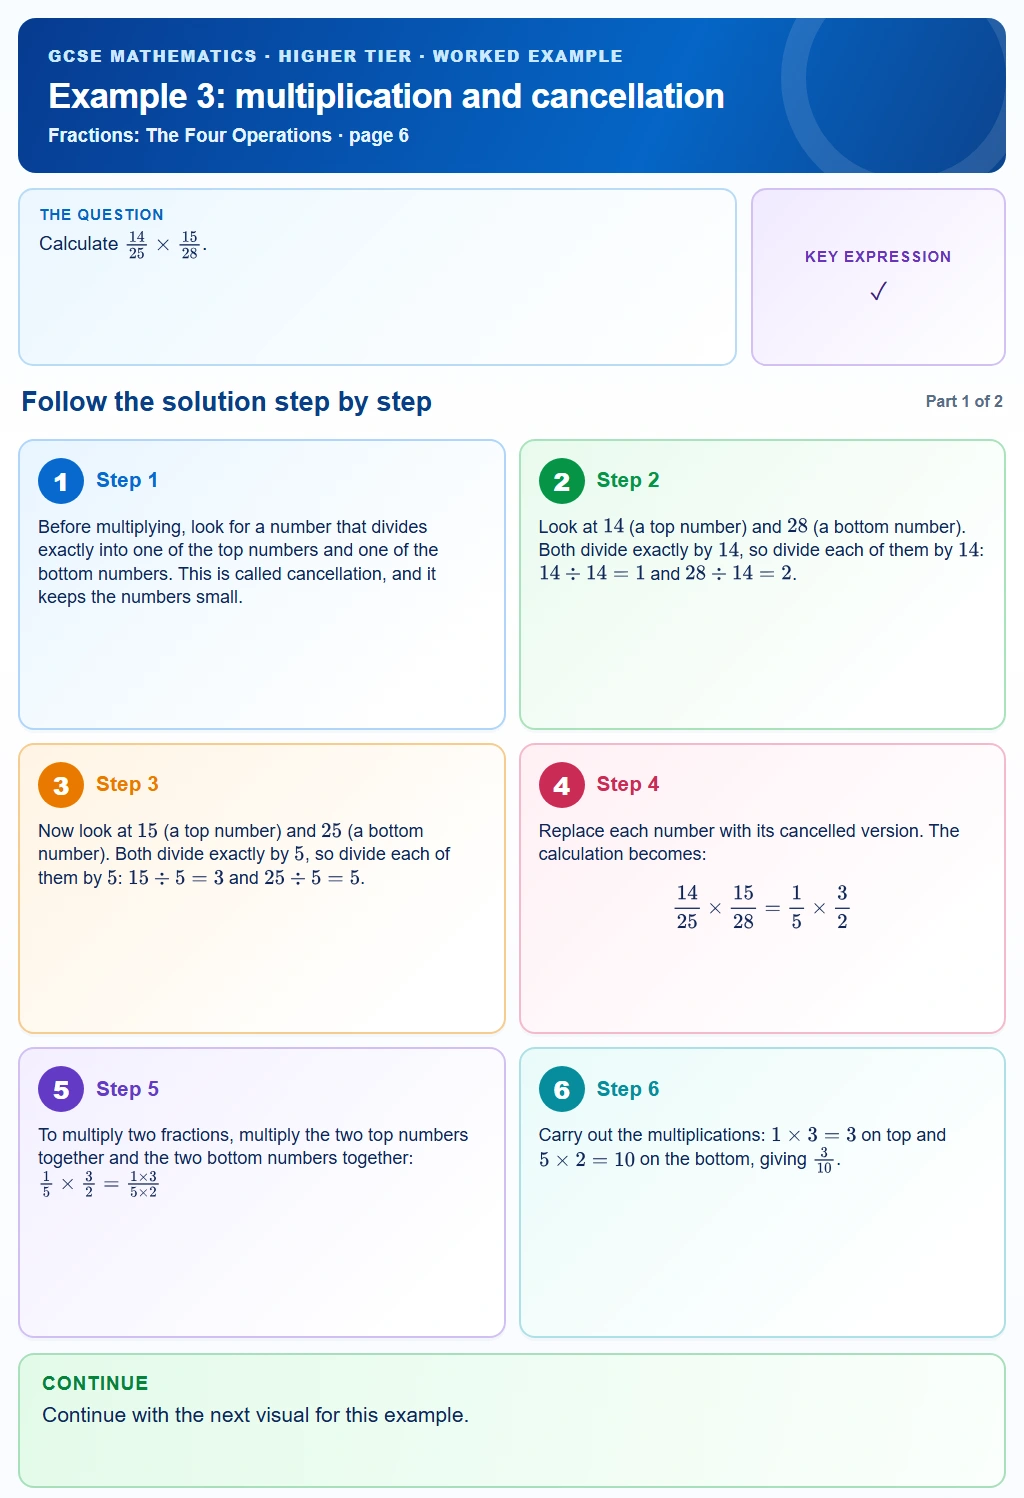 GCSE MATHEMATICS · HIGHER TIER · WORKED EXAMPLE
Example 3: multiplication and cancellation
Fractions: The Four Operations · page 6
THE QUESTION
Calculate 14/25 × 15/28.
KEY EXPRESSION
✓
Follow the solution step by step
Part 1 of 2
1 Step 1
Before multiplying, look for a number that divides
exactly into one of the top numbers and one of the
bottom numbers. This is called cancellation, and it
keeps the numbers small.
2 Step 2
Look at 14 (a top number) and 28 (a bottom number).
Both divide exactly by 14, so divide each of them by 14:
14 ÷ 14 = 1 and 28 ÷ 14 = 2.
3 Step 3
Now look at 15 (a top number) and 25 (a bottom
number). Both divide exactly by 5, so divide each of
them by 5: 15 ÷ 5 = 3 and 25 ÷ 5 = 5.
4 Step 4
Replace each number with its cancelled version. The
calculation becomes:
14/25 × 15/28 = 1/5 × 3/2
5 Step 5
To multiply two fractions, multiply the two top numbers
together and the two bottom numbers together:
1/5 × 3/2 = 1×3/5×2
6 Step 6
Carry out the multiplications: 1 × 3 = 3 on top and
5 × 2 = 10 on the bottom, giving 3/10.
CONTINUE
Continue with the next visual for this example.